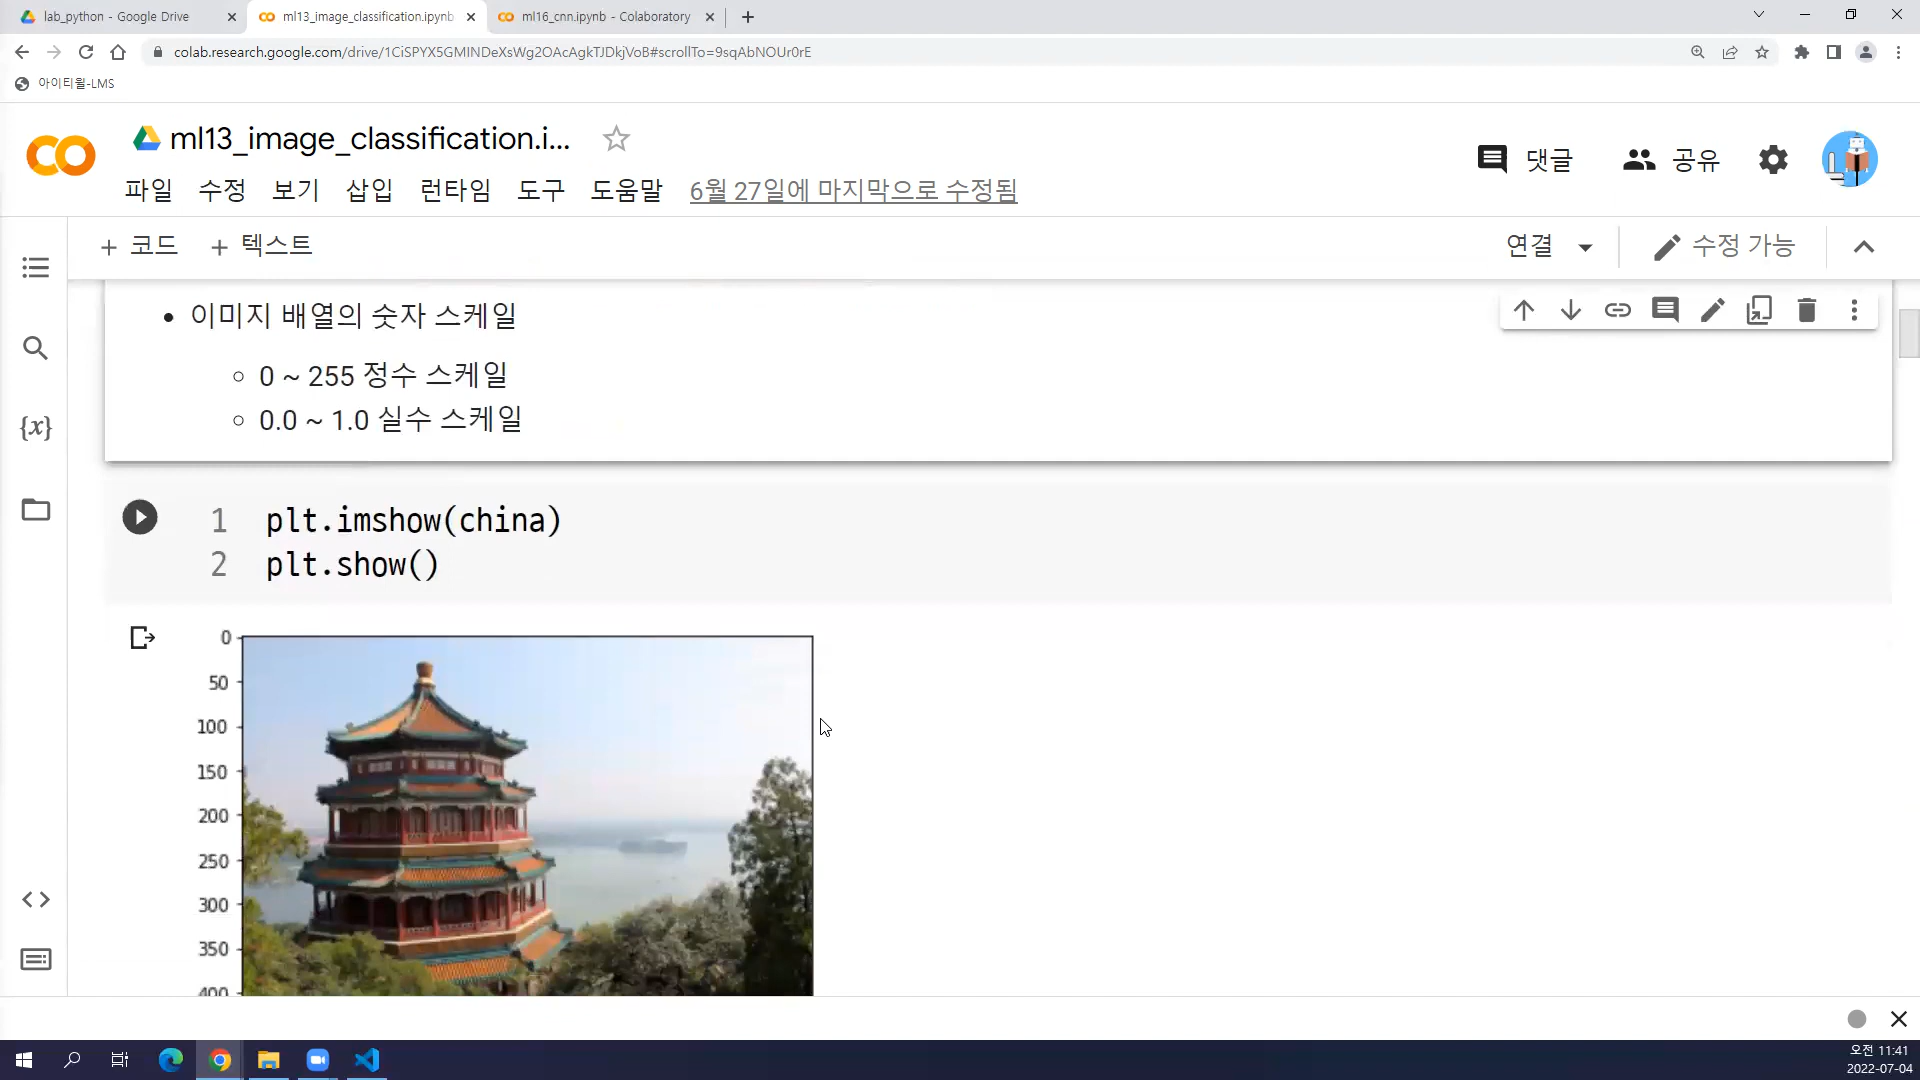 lab_python - Google Drive
ml13_image_classification.ipynb
ml16_cnn.ipynb - Colaboratory
colab.research.google.com/drive/1CiSPYX5GMINDeXsWg2OAcAgkTJDkjVoB#scrollTo=9sqAbNOUr0rE
아이티윌-LMS
ml13_image_classification.i...
댓글
공유
파일 수정 보기 삽입 런타임 도구 도움말 6월 27일에 마지막으로 수정됨
+ 코드 + 텍스트
연결
수정 가능
• 이미지 배열의 숫자 스케일
◦ 0 ~ 255 정수 스케일
◦ 0.0 ~ 1.0 실수 스케일
{x}
1 plt.imshow(china)
2 plt.show()
0
50
100
150
200
250
300
350
400
오전 11:41
2022-07-04